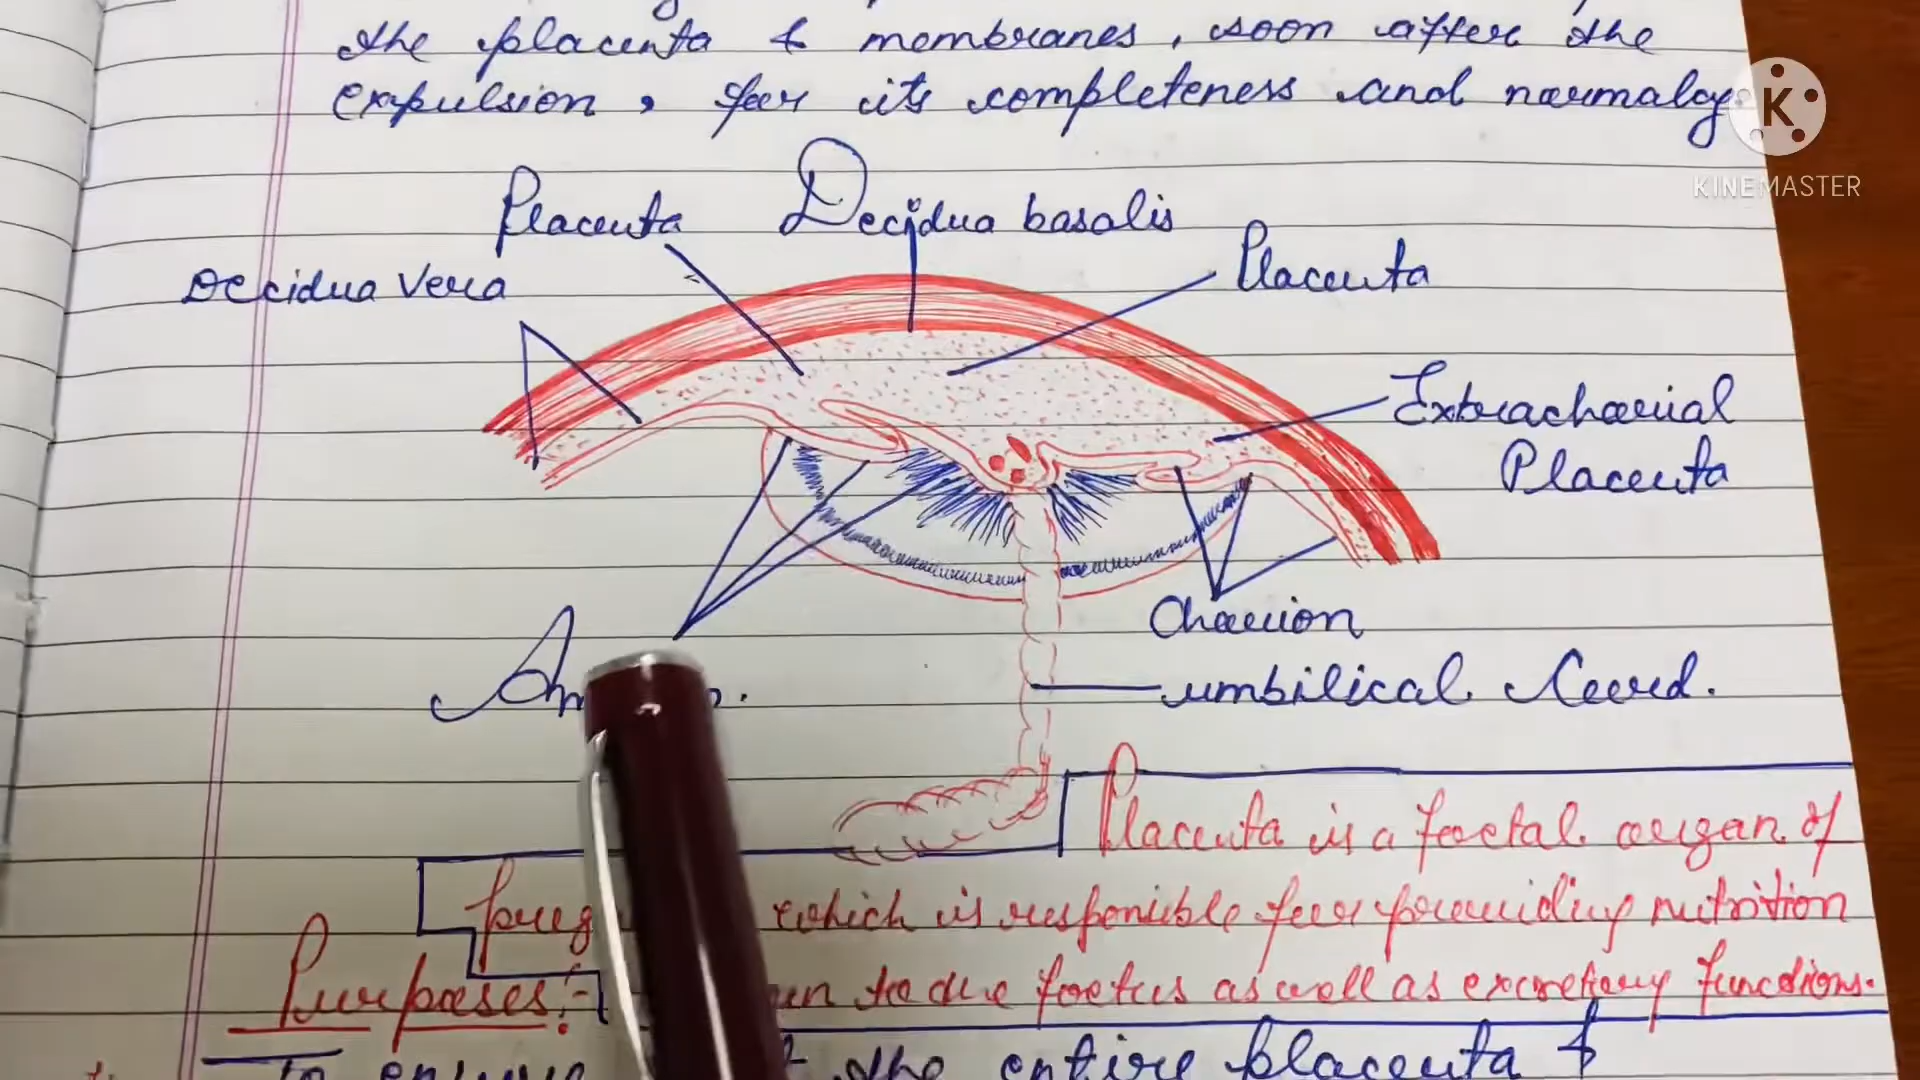 the placenta & membranes, soon after the
expulsion, for its completeness and normalcy.
K
KINEMASTER
Placenta
Decidua basalis
Decidua Vera
Placenta
Extrachorial
Placenta
Chorion
umbilical Cord.
Placenta is a foetal organ of
which is responsible for providing nutrition
Purposes:- to the foetus as well as excretory functions.
To the entire placenta &